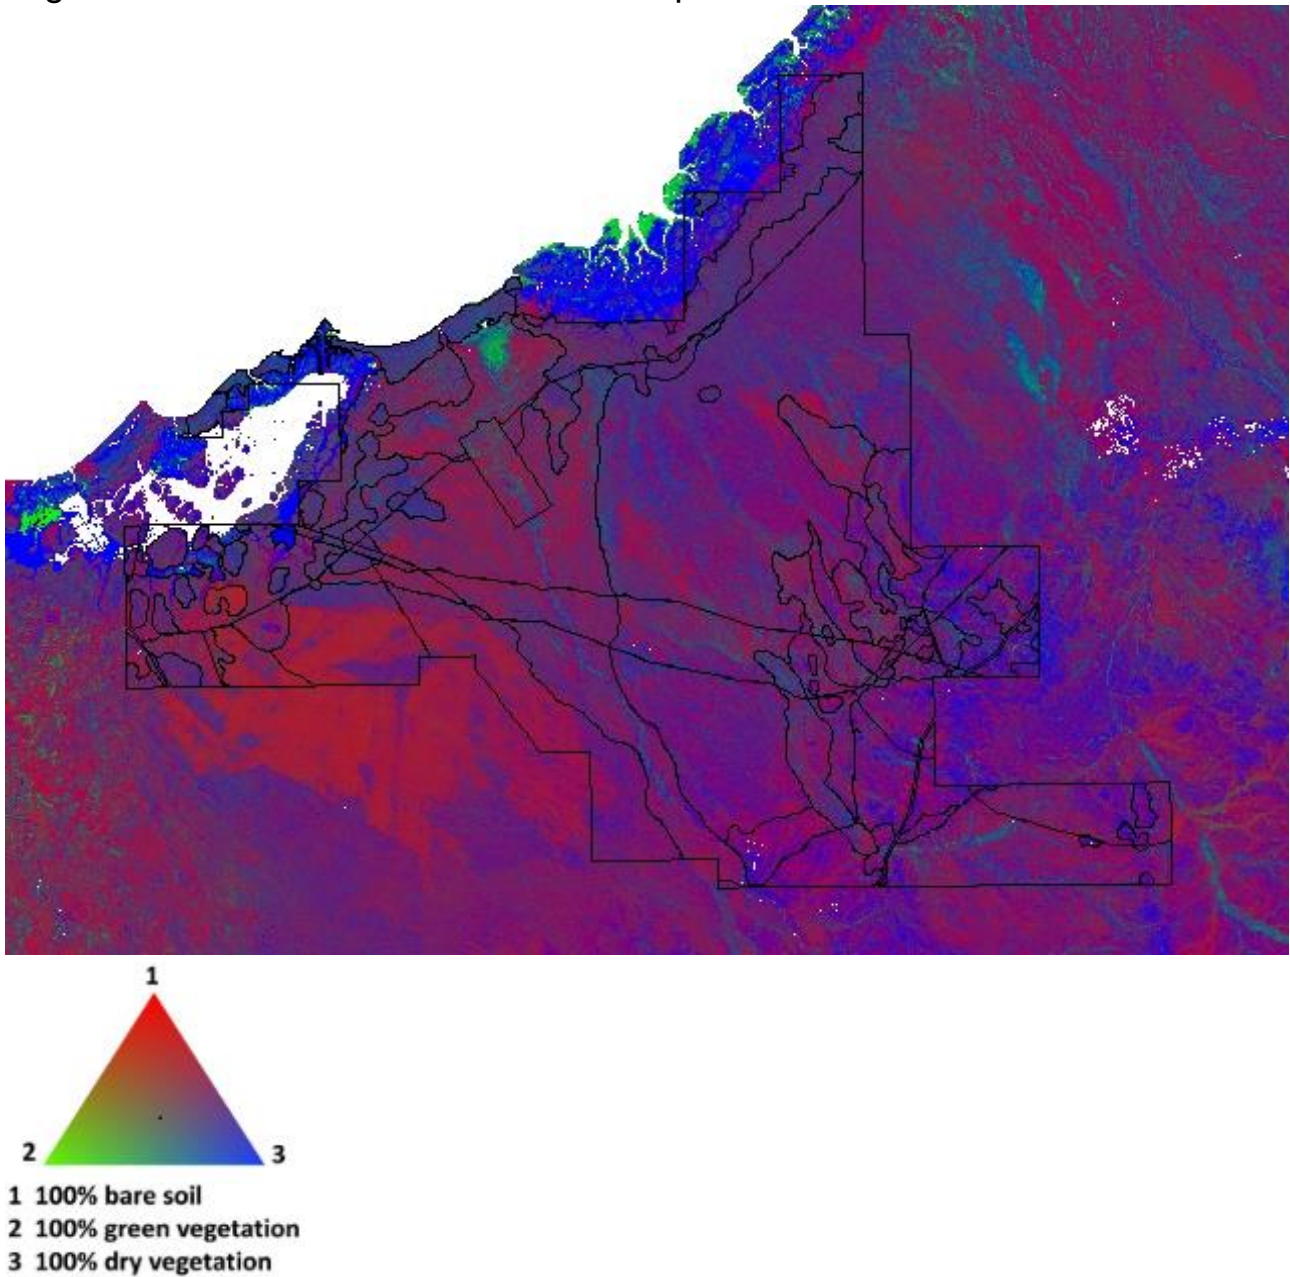 1
2
3
1 100% bare soil
2 100% green vegetation
3 100% dry vegetation